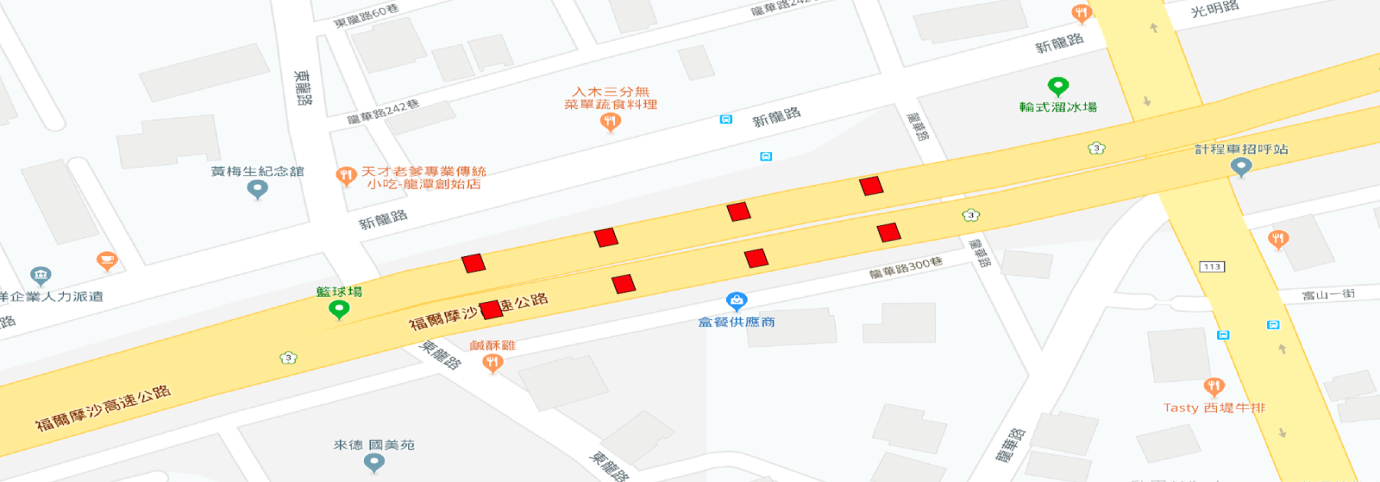 東龍路60巷
龍華路242巷
光明路
新龍路
東龍路
入木三分無
菜單蔬食料理
輪式溜冰場
龍華路242巷
新龍路
龍華路
3
計程車招呼站
黃梅生紀念館
天才老爹專業傳統
小吃-龍潭創始店
新龍路
3
龍華路
龍華路300巷
113
籃球場
洋企業人力派遣
富山一街
路
福爾摩沙高速公路
盒餐供應商
3
東龍路
鹹酥雞
福爾摩沙高速公路
Tasty 西堤牛排
來德 國美苑
龍華路
東龍路